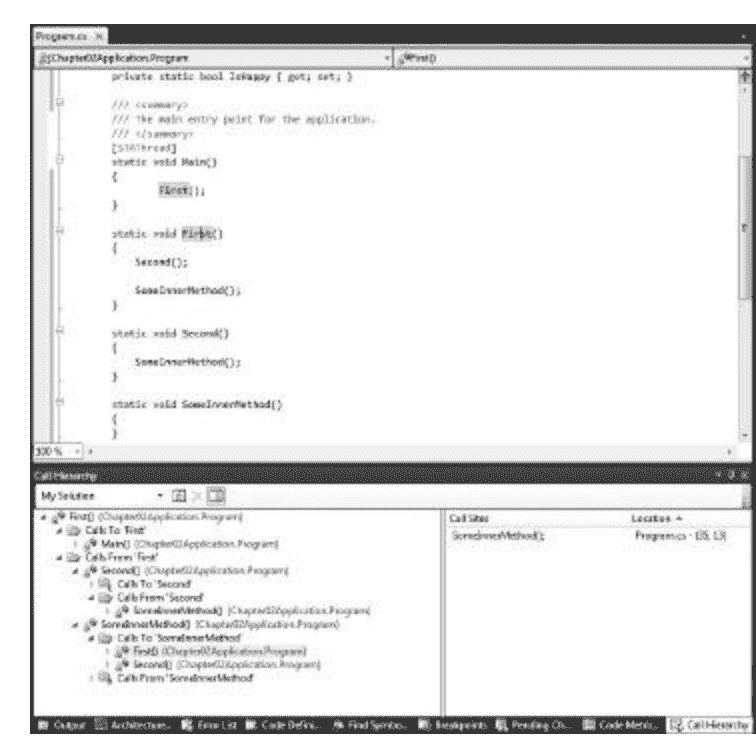 Program.cs
Chapter02Application.Program First()
private static bool IsHappy { get; set; }
/// <summary>
/// The main entry point for the application.
/// </summary>
[STAThread]
static void Main()
{
First();
}
static void First()
{
Second();
SomeInnerMethod();
}
static void Second()
{
SomeInnerMethod();
}
static void SomeInnerMethod()
{
}
100 %
Call Hierarchy
My Solution
First() (Chapter02Application.Program)
Calls To 'First'
Main() (Chapter02Application.Program)
Calls From 'First'
Second() (Chapter02Application.Program)
Calls To 'Second'
Calls From 'Second'
SomeInnerMethod() (Chapter02Application.Program)
SomeInnerMethod() (Chapter02Application.Program)
Calls To 'SomeInnerMethod'
First() (Chapter02Application.Program)
Second() (Chapter02Application.Program)
Calls From 'SomeInnerMethod'
Call Sites Location
SomeInnerMethod(); Program.cs - (35, 13)
Output Architecture... Error List Code Defini... Find Symbo... Breakpoints Pending Ch... Code Metric... Call Hierarchy